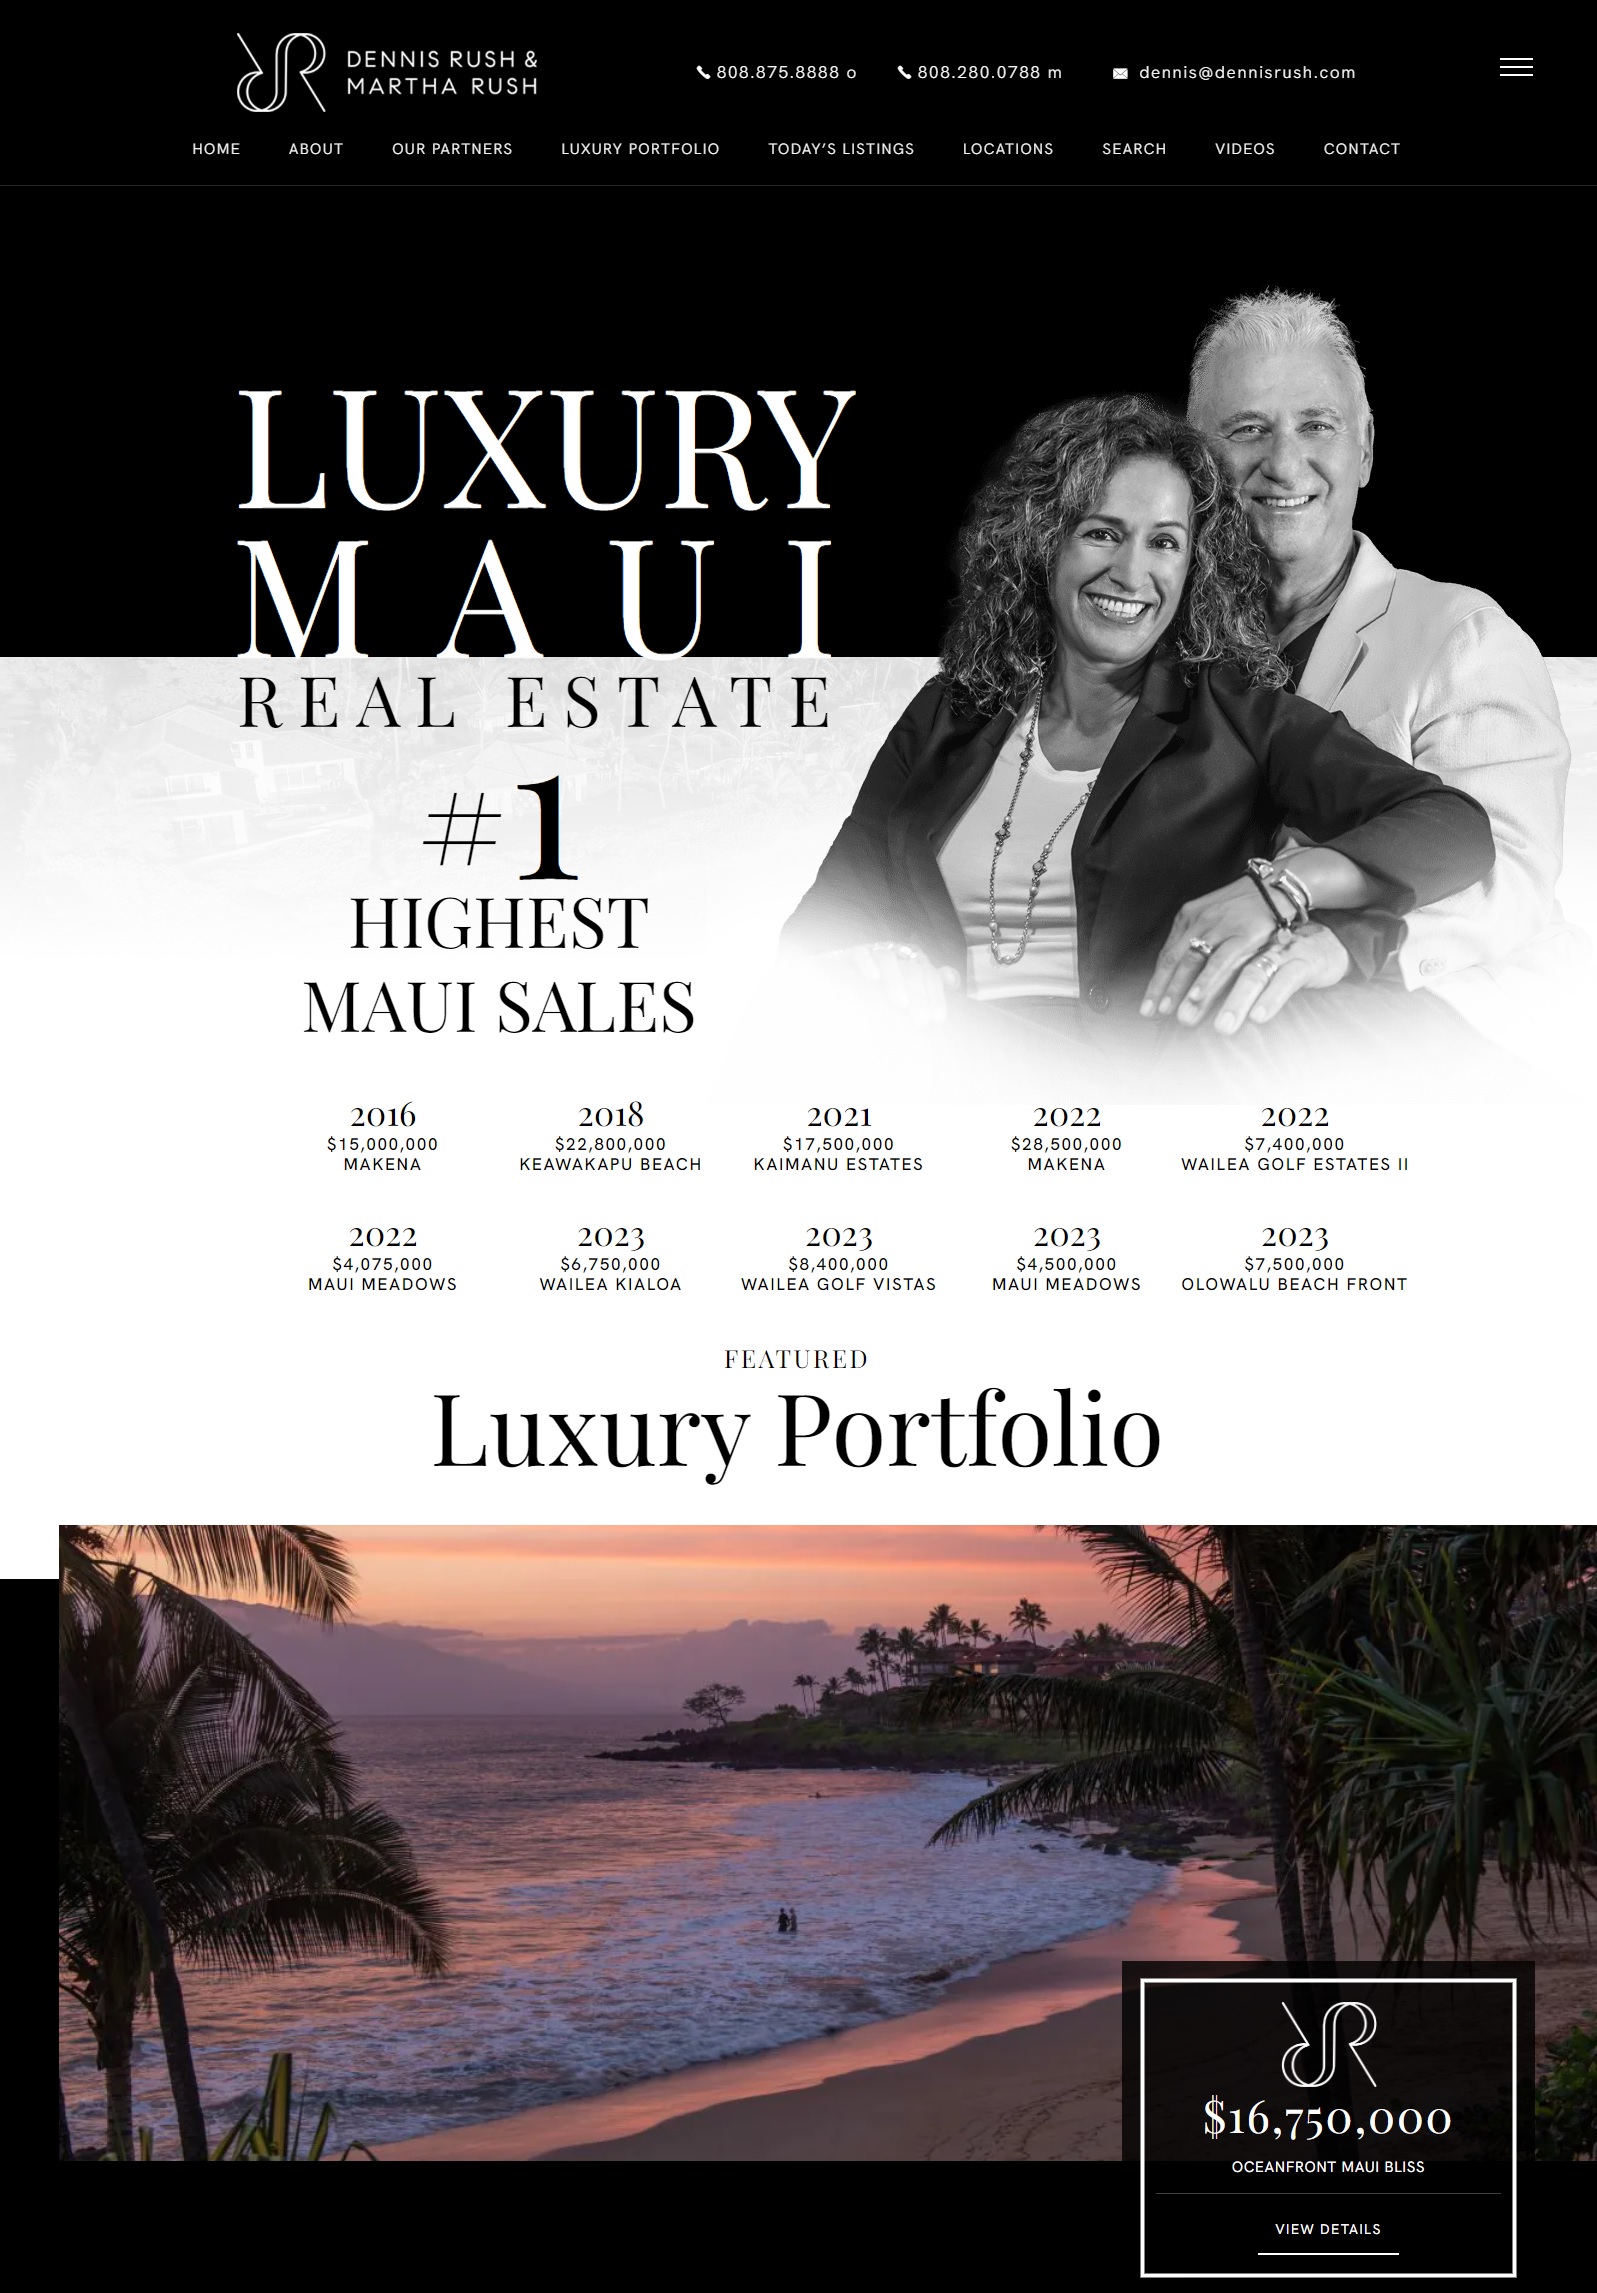 DENNIS RUSH &
MARTHA RUSH
808.875.8888 o
808.280.0788 m
dennis@dennisrush.com
HOME
ABOUT
OUR PARTNERS
LUXURY PORTFOLIO
TODAY'S LISTINGS
LOCATIONS
SEARCH
VIDEOS
CONTACT
LUXURY
MAUI
REAL ESTATE
#1
HIGHEST
MAUI SALES
2016
$15,000,000
MAKENA
2018
$22,800,000
KEAWAKAPU BEACH
2021
$17,500,000
KAIMANU ESTATES
2022
$28,500,000
MAKENA
2022
$7,400,000
WAILEA GOLF ESTATES II
2022
$4,075,000
MAUI MEADOWS
2023
$6,750,000
WAILEA KIALOA
2023
$8,400,000
WAILEA GOLF VISTAS
2023
$4,500,000
MAUI MEADOWS
2023
$7,500,000
OLOWALU BEACH FRONT
FEATURED
Luxury Portfolio
$16,750,000
OCEANFRONT MAUI BLISS
VIEW DETAILS